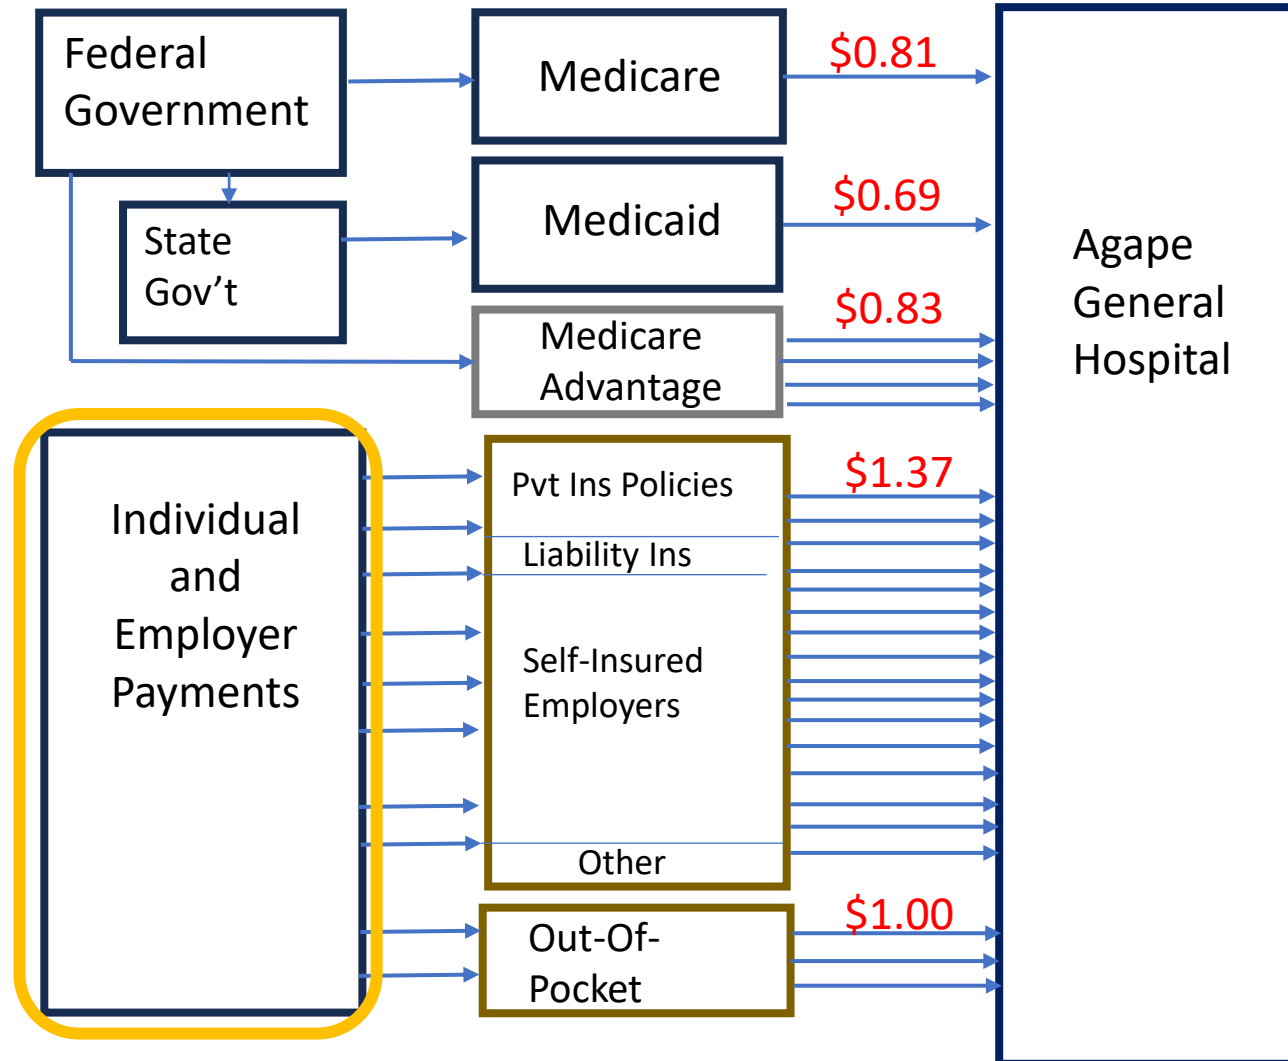 Federal
Government
Medicare
$0.81
State
Gov’t
Medicaid
$0.69
Medicare
Advantage
$0.83
Agape
General
Hospital
Individual
and
Employer
Payments
Pvt Ins Policies
Liability Ins
Self-Insured
Employers
Other
$1.37
Out-Of-
Pocket
$1.00